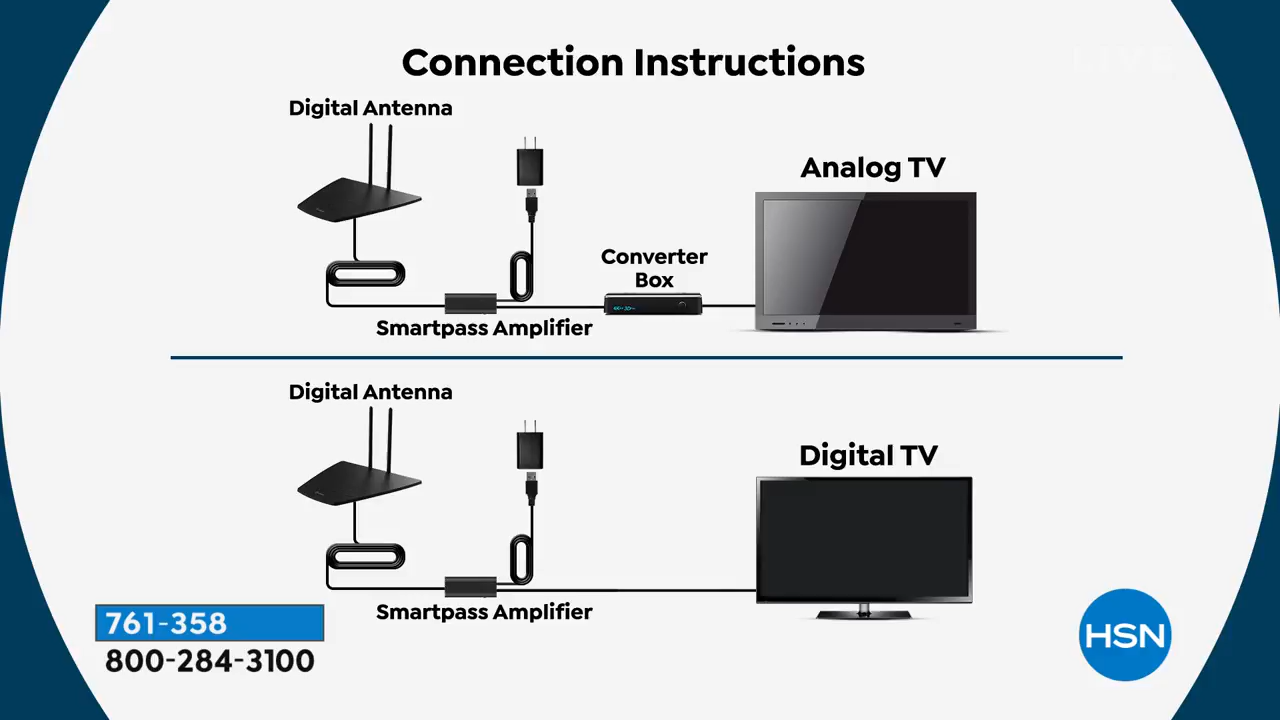 Connection Instructions
LIVE
Digital Antenna
Analog TV
Converter
Box
Smartpass Amplifier
Digital Antenna
Digital TV
Smartpass Amplifier
761-358
800-284-3100
HSN